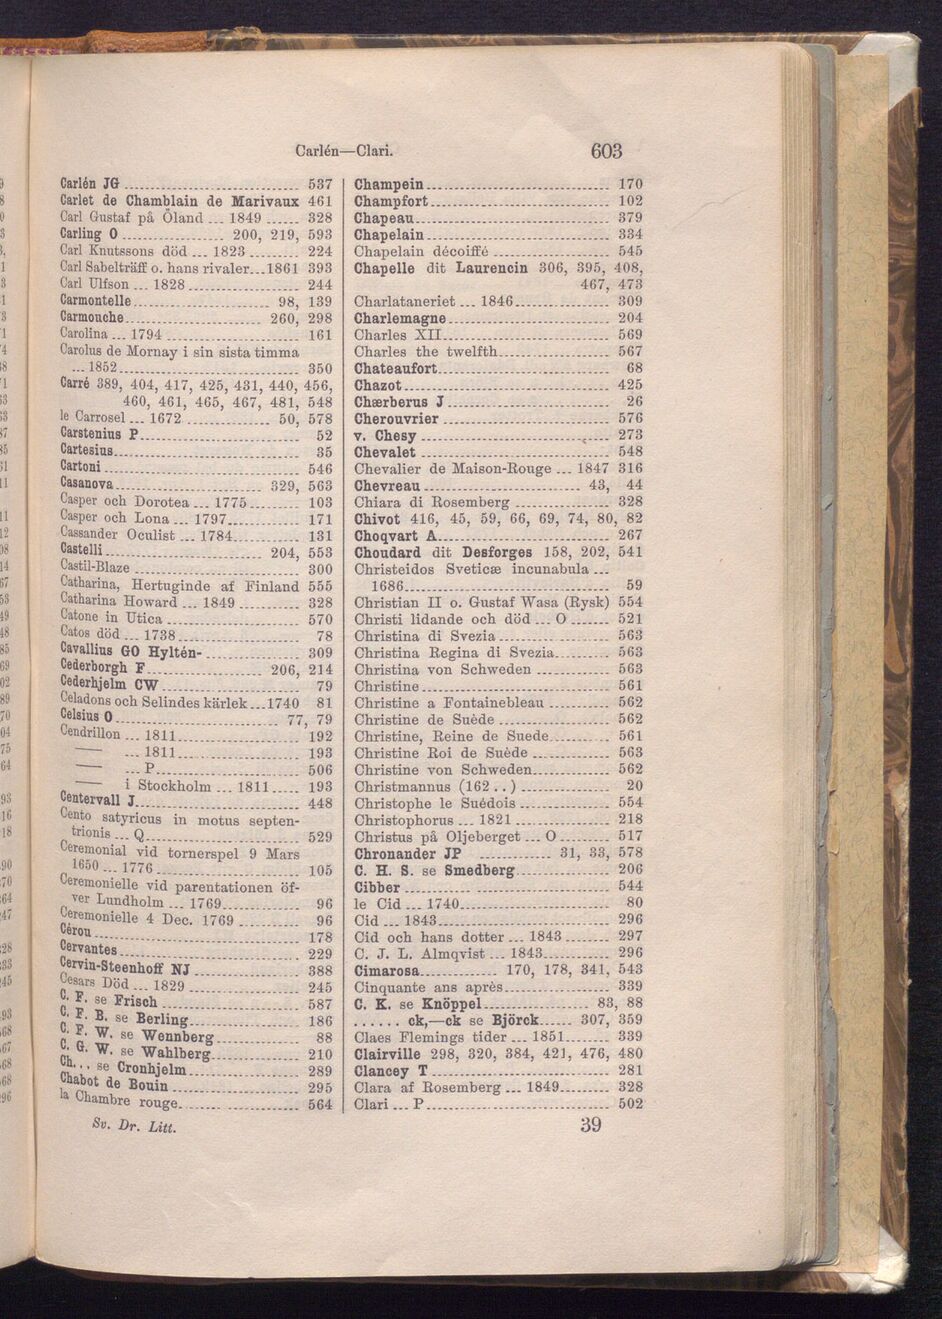 Carlén—Clari. 603
Carlén JG 537
Carlet de Chamblain de Marivaux 461
Carl Gustaf på Öland ... 1849 328
Carling O 200, 219, 593
Carl Knutssons död ... 1823 224
Carl Sabelträff o. hans rivaler...1861 393
Carl Ulfson ... 1828 244
Carmontelle 98, 139
Carmouche 260, 298
Carolina ... 1794 161
Carolus de Mornay i sin sista timma
... 1852 350
Carré 389, 404, 417, 425, 431, 440, 456,
460, 461, 465, 467, 481, 548
le Carrosel ... 1672 50, 578
Carstenius P 52
Cartesius 35
Cartoni 546
Casanova 329, 563
Casper och Dorotea ... 1775 103
Casper och Lona ... 1797 171
Cassander Oculist ... 1784 131
Castelli 204, 553
Castil-Blaze 300
Catharina, Hertuginde af Finland 555
Catharina Howard ... 1849 328
Catone in Utica 570
Catos död ... 1738 78
Cavallius GO Hyltén- 309
Cederborgh F 206, 214
Cederhjelm CW 79
Celadons och Selindes kärlek ... 1740 81
Celsius O 77, 79
Cendrillon ... 1811 192
—— ... 1811 193
—— ... P 506
—— i Stockholm ... 1811 193
Centervall J 448
Cento satyricus in motus septen-
trionis ... Q 529
Ceremonial vid tornerspel 9 Mars
1650 ... 1776 105
Ceremonielle vid parentationen öf-
ver Lundholm ... 1769 96
Ceremonielle 4 Dec. 1769 96
Cérou 178
Cervantes 229
Cervin-Steenhoff NJ 388
Cesars Död ... 1829 245
C. F. se Frisch 587
C. F. B. se Berling 186
C. F. W. se Wennberg 88
C. G. W. se Wahlberg 210
Ch... se Cronhjelm 289
Chabot de Bouin 295
la Chambre rouge 564
Sv. Dr. Litt.
Champein 170
Champfort 102
Chapeau 379
Chapelain 334
Chapelain décoiffé 545
Chapelle dit Laurencin 306, 395, 408,
467, 473
Charlataneriet ... 1846 309
Charlemagne 204
Charles XII 569
Charles the twelfth 567
Chateaufort 68
Chazot 425
Chærberus J 26
Cherouvrier 576
v. Chesy 273
Chevalet 548
Chevalier de Maison-Rouge ... 1847 316
Chevreau 43, 44
Chiara di Rosemberg 328
Chivot 416, 45, 59, 66, 69, 74, 80, 82
Choqvart A 267
Choudard dit Desforges 158, 202, 541
Christeidos Sveticæ incunabula ...
1686 59
Christian II o. Gustaf Wasa (Rysk) 554
Christi lidande och död ... O 521
Christina di Svezia 563
Christina Regina di Svezia 563
Christina von Schweden 563
Christine 561
Christine a Fontainebleau 562
Christine de Suède 562
Christine, Reine de Suede 561
Christine Roi de Suède 563
Christine von Schweden 562
Christmannus (162 . . ) 20
Christophe le Suédois 554
Christophorus ... 1821 218
Christus på Oljeberget ... O 517
Chronander JP 31, 33, 578
C. H. S. se Smedberg 206
Cibber 544
le Cid ... 1740 80
Cid ... 1843 296
Cid och hans dotter ... 1843 297
C. J. L. Almqvist ... 1843 296
Cimarosa 170, 178, 341, 543
Cinquante ans après 339
C. K. se Knöppel 83, 88
...... ck,—ck se Björck 307, 359
Claes Flemings tider ... 1851 339
Clairville 298, 320, 384, 421, 476, 480
Clancey T 281
Clara af Rosemberg ... 1849 328
Clari ... P 502
39